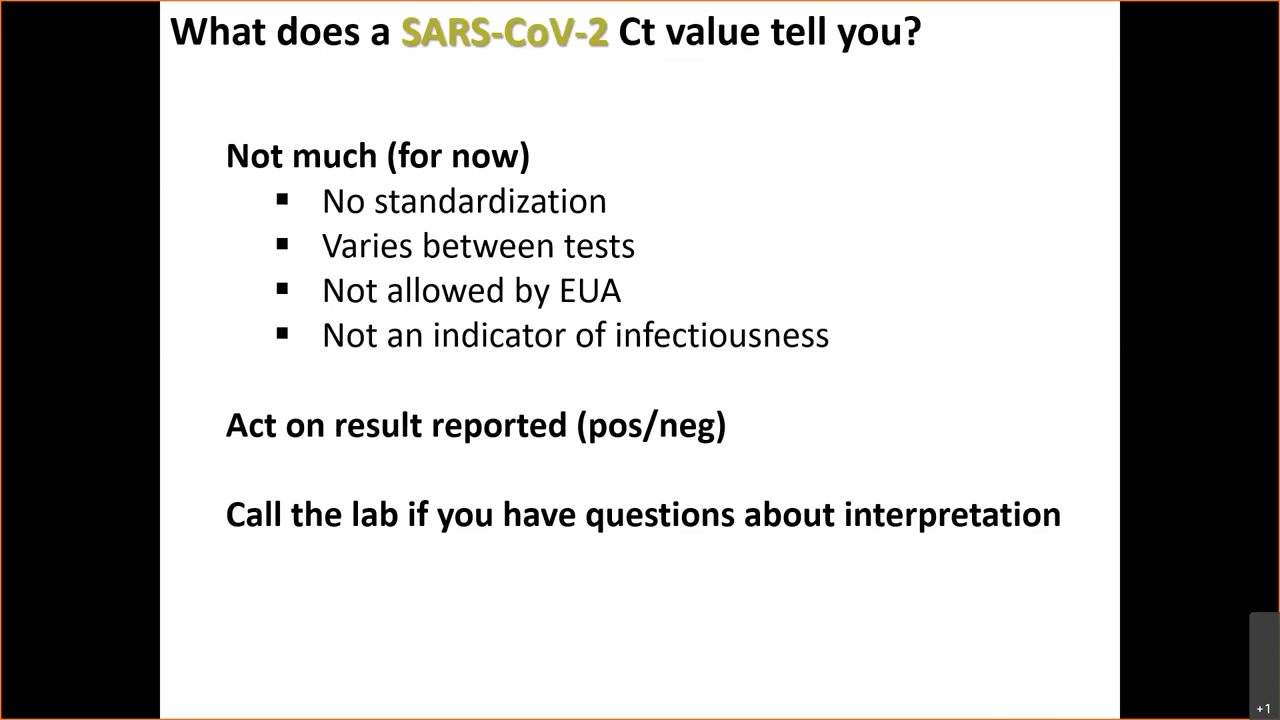 What does a SARS-CoV-2 Ct value tell you?
Not much (for now)
▪ No standardization
▪ Varies between tests
▪ Not allowed by EUA
▪ Not an indicator of infectiousness
Act on result reported (pos/neg)
Call the lab if you have questions about interpretation
+1